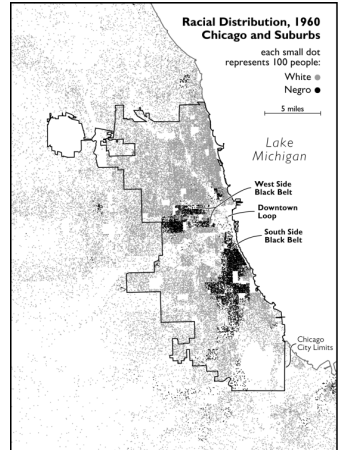 Racial Distribution, 1960
Chicago and Suburbs
each small dot
represents 100 people:
White
Negro
5 miles
Lake
Michigan
West Side
Black Belt
Downtown
Loop
South Side
Black Belt
Chicago
City Limits